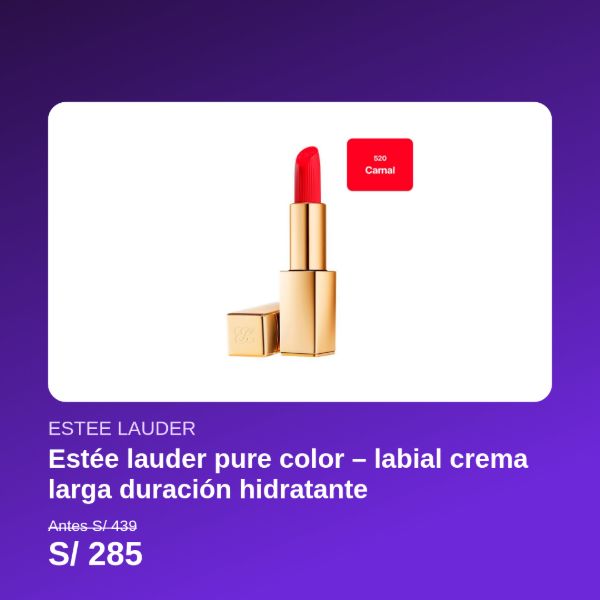 520
Carnal
ESTEE LAUDER
Estée lauder pure color – labial crema
larga duración hidratante
Antes S/ 439
S/ 285